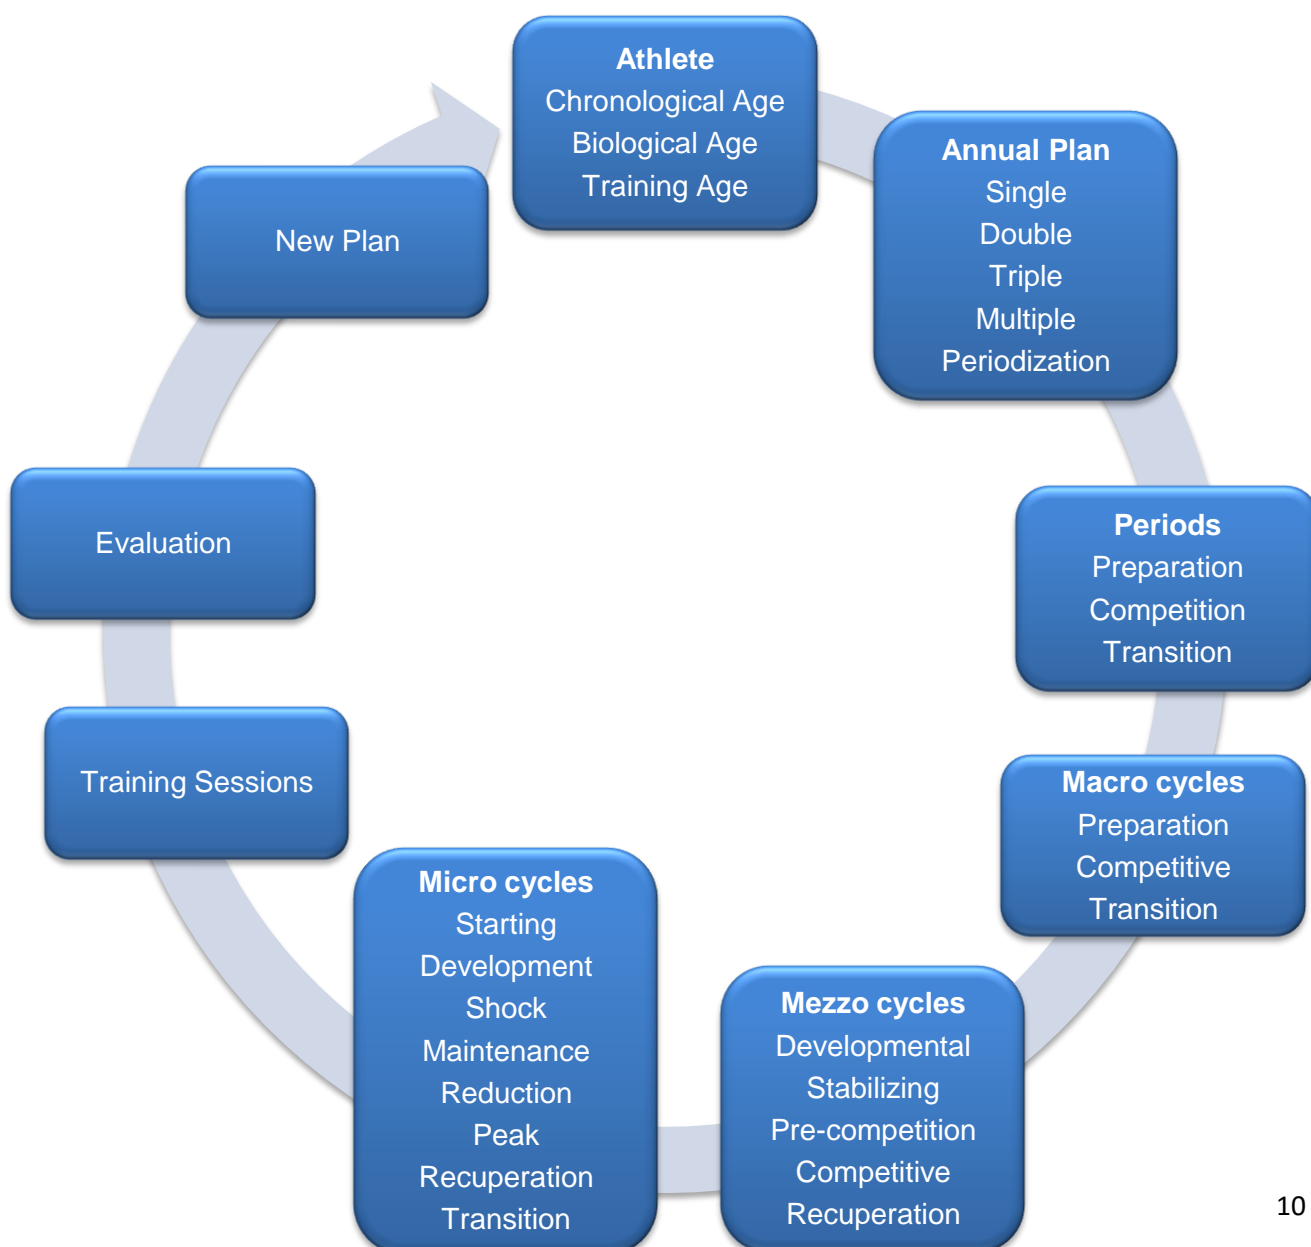 Athlete
Chronological Age
Biological Age
Training Age
Annual Plan
Single
Double
Triple
Multiple
Periodization
Periods
Preparation
Competition
Transition
Macro cycles
Preparation
Competitive
Transition
Mezzo cycles
Developmental
Stabilizing
Pre-competition
Competitive
Recuperation
Micro cycles
Starting
Development
Shock
Maintenance
Reduction
Peak
Recuperation
Transition
Training Sessions
Evaluation
New Plan
10